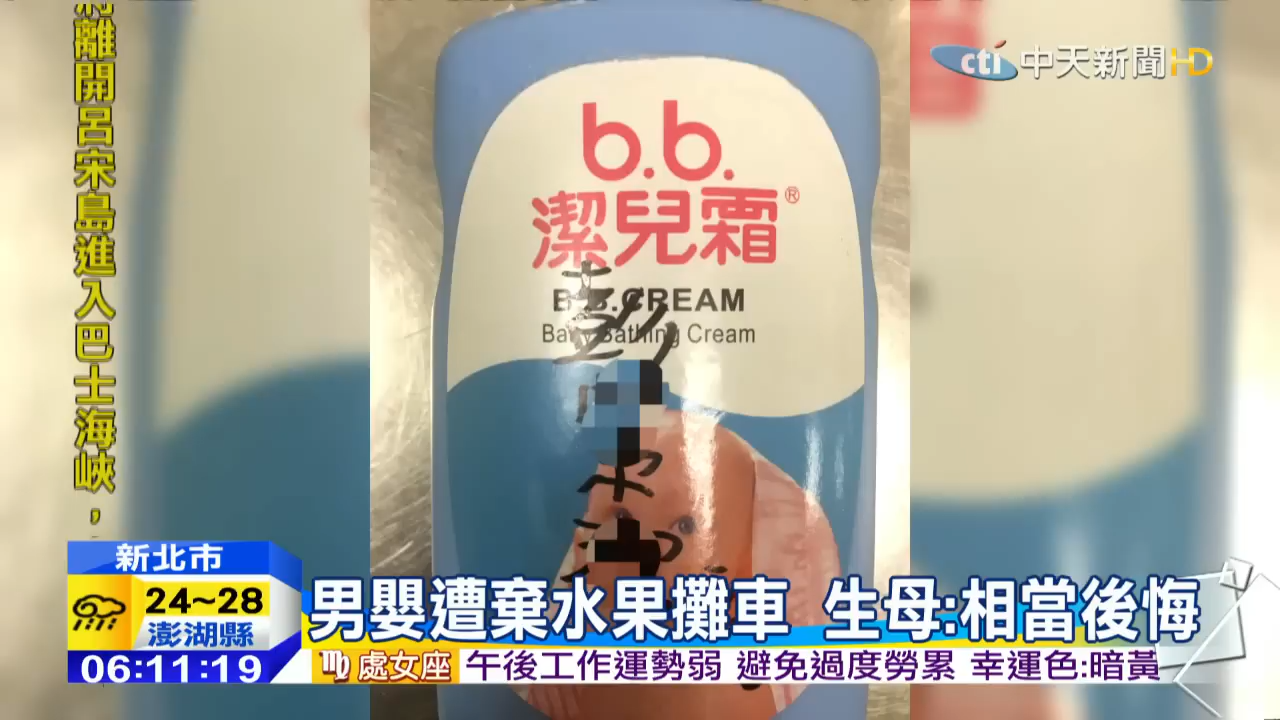 離開呂宋島進入巴士海峽，
cti 中天新聞HD
b.b.
潔兒霜®
B.B.CREAM
Baby Bathing Cream
新北市
24~28
澎湖縣
06:11:19
男嬰遭棄水果攤車 生母:相當後悔
處女座 午後工作運勢弱 避免過度勞累 幸運色:暗黃